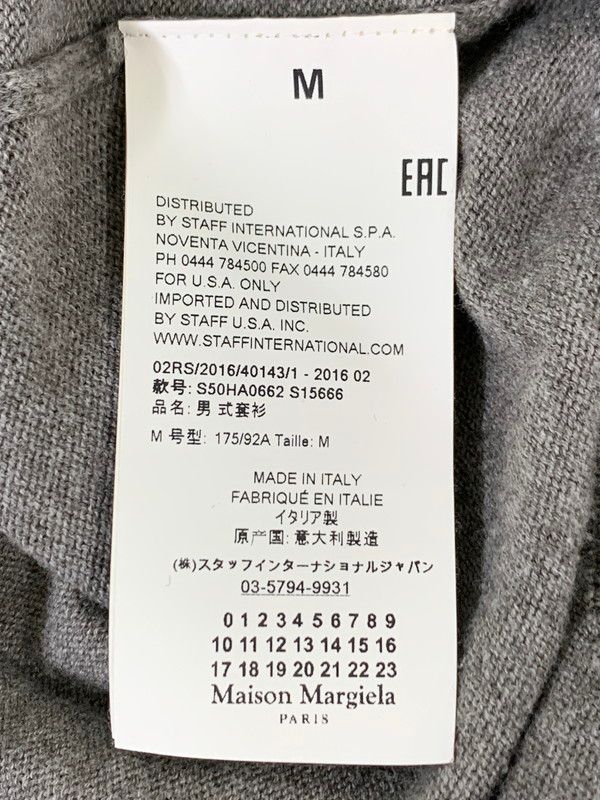 M
EAC
DISTRIBUTED
BY STAFF INTERNATIONAL S.P.A.
NOVENTA VICENTINA - ITALY
PH 0444 784500 FAX 0444 784580
FOR U.S.A. ONLY
IMPORTED AND DISTRIBUTED
BY STAFF U.S.A. INC.
WWW.STAFFINTERNATIONAL.COM
02RS/2016/40143/1 - 2016 02
款号: S50HA0662 S15666
品名: 男 式套衫
M 号型: 175/92A Taille: M
MADE IN ITALY
FABRIQUÉ EN ITALIE
イタリア製
原产国: 意大利製造
(株)スタッフインターナショナルジャパン
03-5794-9931
0 1 2 3 4 5 6 7 8 9
10 11 12 13 14 15 16
17 18 19 20 21 22 23
Maison Margiela
PARIS